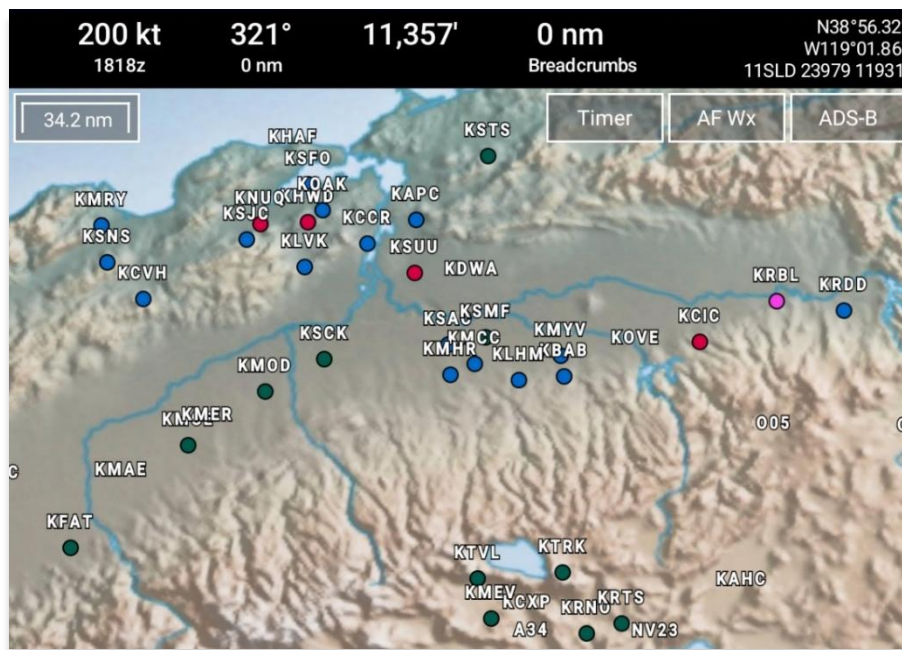 200 kt 321° 11,357' 0 nm N38°56.32
W119°01.86
1818z 0 nm Breadcrumbs 11SLD 23979 11931
34.2 nm Timer AF Wx ADS-B
KHAF KSTS
KSFO
KOAK
KMRY KNUQ KHWD KAPC
KSJC KCCR
KSNS KLVK KSUU
KCVH KDWA KRBL
KRDD
KSAC KSMF KCIC
KSCK KMCC KMYV KOVE
KMHR KLHM KBAB
KMOD
KMER O05
KMAE
C
KFAT
KTVL KTRK
KAHC
KMEV KCXP KRNO KRTS
A34 NV23